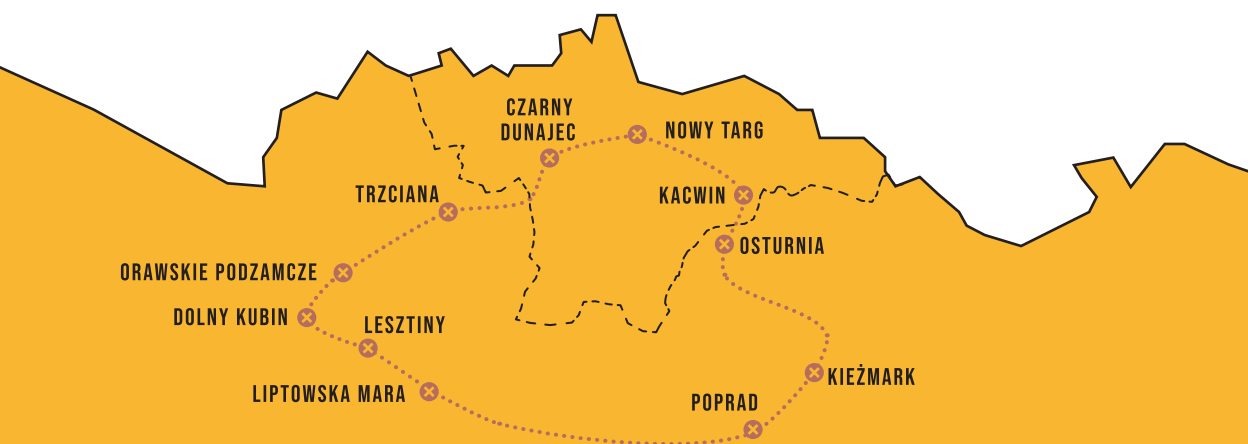 CZARNY
DUNAJEC
NOWY TARG
TRZCIANA
KACWIN
OSTURNIA
ORAWSKIE PODZAMCZE
DOLNY KUBIN
LESZTINY
KIEŻMARK
LIPTOWSKA MARA
POPRAD